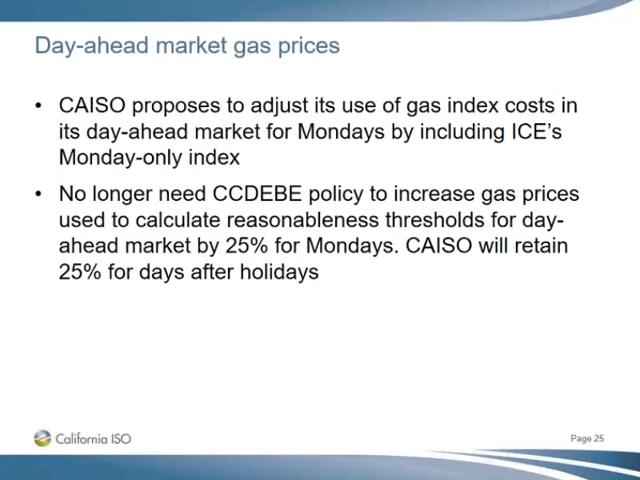 Day-ahead market gas prices
• CAISO proposes to adjust its use of gas index costs in
its day-ahead market for Mondays by including ICE's
Monday-only index
• No longer need CCDEBE policy to increase gas prices
used to calculate reasonableness thresholds for day-
ahead market by 25% for Mondays. CAISO will retain
25% for days after holidays
California ISO
Page 25